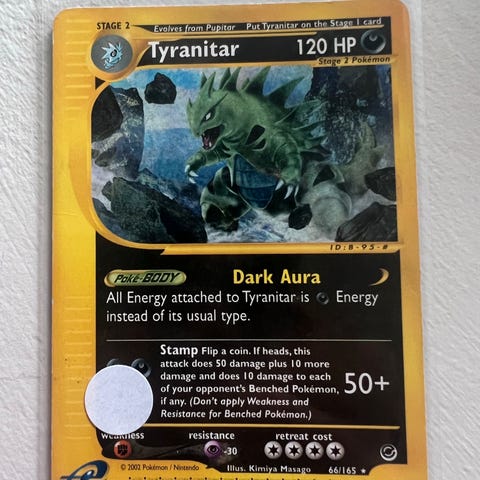 STAGE 2
Evolves from Pupitar Put Tyranitar on the Stage 1 card
Tyranitar 120 HP
Stage 2 Pokémon
ID:B-95-#
Poké-BODY Dark Aura
All Energy attached to Tyranitar is Energy
instead of its usual type.
Stamp Flip a coin. If heads, this
attack does 50 damage plus 10 more
damage and does 10 damage to each
of your opponent's Benched Pokémon,
if any. (Don't apply Weakness and
Resistance for Benched Pokémon.)
50+
weakness resistance retreat cost
-30
© 2002 Pokémon / Nintendo Illus. Kimiya Masago 66/165 ★
e